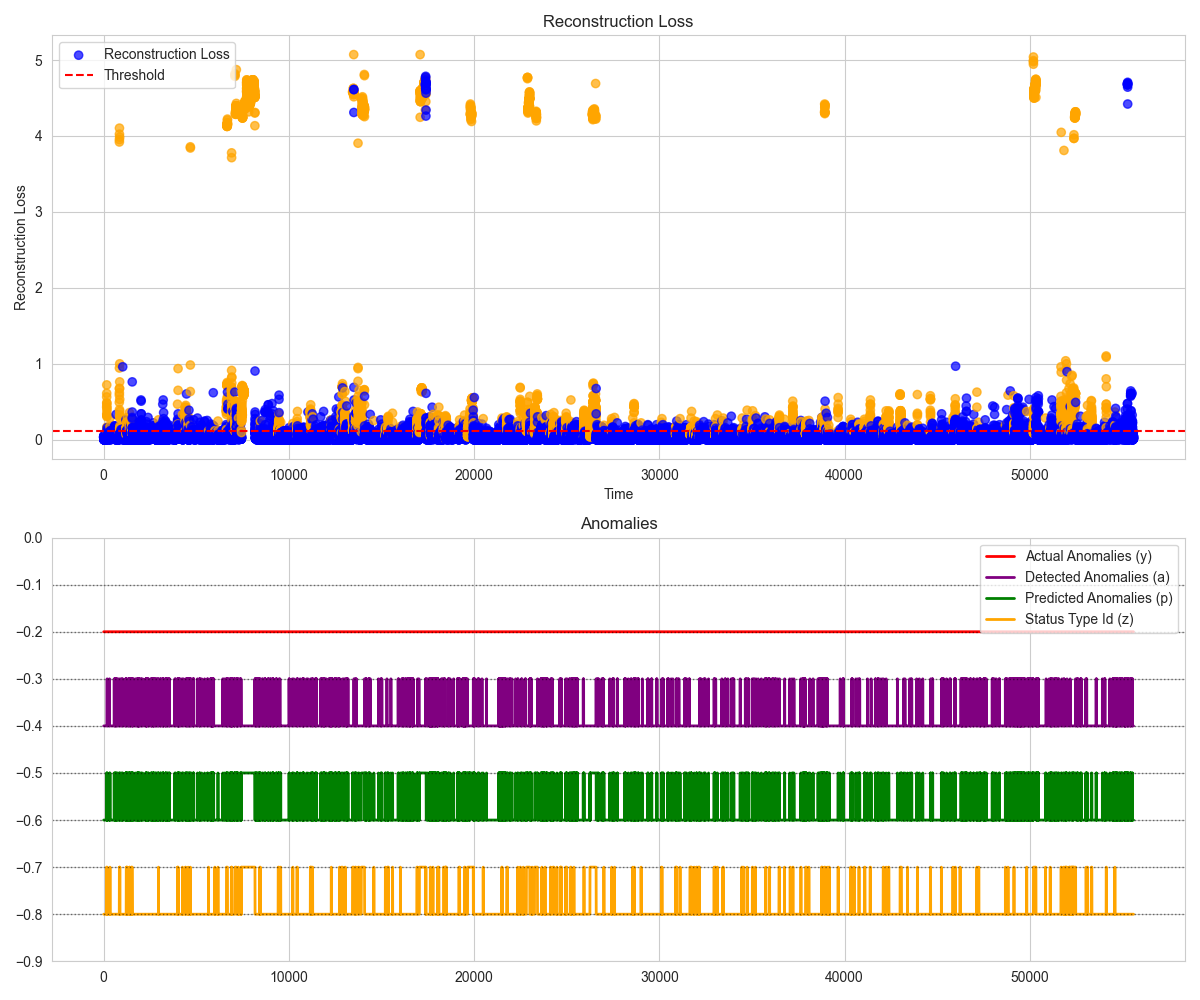 Reconstruction Loss
Reconstruction Loss
Threshold
5
4
3
2
1
0
Reconstruction Loss
0 10000 20000 30000 40000 50000
Time
Anomalies
Actual Anomalies (y)
Detected Anomalies (a)
Predicted Anomalies (p)
Status Type Id (z)
0.0
−0.1
−0.2
−0.3
−0.4
−0.5
−0.6
−0.7
−0.8
−0.9
0 10000 20000 30000 40000 50000